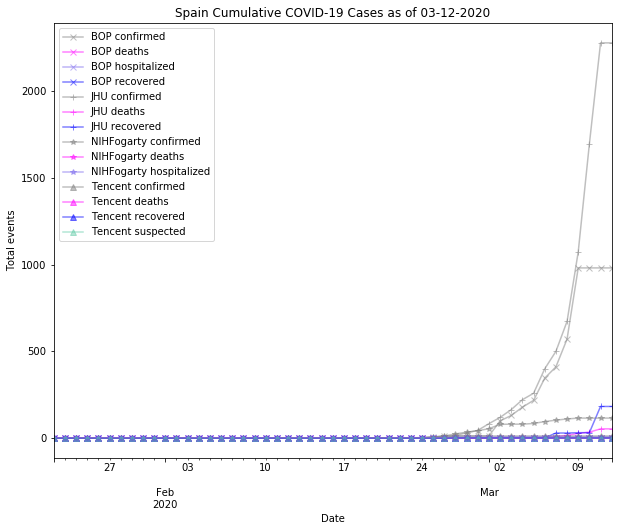 Spain Cumulative COVID-19 Cases as of 03-12-2020
BOP confirmed
BOP deaths
BOP hospitalized
BOP recovered
JHU confirmed
JHU deaths
JHU recovered
NIHFogarty confirmed
NIHFogarty deaths
NIHFogarty hospitalized
Tencent confirmed
Tencent deaths
Tencent recovered
Tencent suspected
Total events
2000
1500
1000
500
0
27 03 10 17 24 02 09
Feb Mar
2020
Date